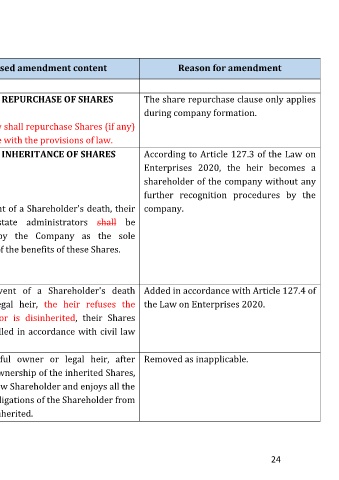 sed amendment content
Reason for amendment
REPURCHASE OF SHARES
shall repurchase Shares (if any)
with the provisions of law.
The share repurchase clause only applies
during company formation.
INHERITANCE OF SHARES
t of a Shareholder's death, their
state administrators shall be
by the Company as the sole
of the benefits of these Shares.
According to Article 127.3 of the Law on
Enterprises 2020, the heir becomes a
shareholder of the company without any
further recognition procedures by the
company.
vent of a Shareholder's death
egal heir, the heir refuses the
or is disinherited, their Shares
lled in accordance with civil law
Added in accordance with Article 127.4 of
the Law on Enterprises 2020.
ful owner or legal heir, after
wnership of the inherited Shares,
w Shareholder and enjoys all the
ligations of the Shareholder from
herited.
Removed as inapplicable.
24